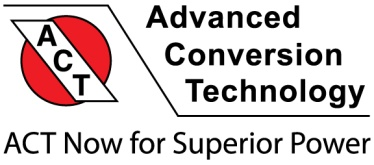 ACT
Advanced
Conversion
Technology
ACT Now for Superior Power